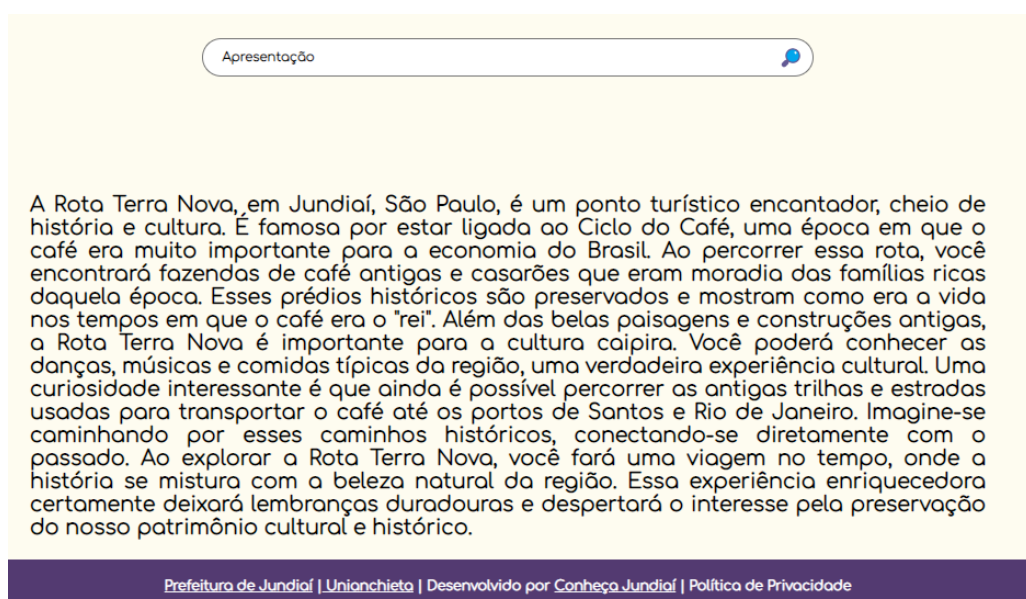 Apresentação
A Rota Terra Nova, em Jundiaí, São Paulo, é um ponto turístico encantador, cheio de
história e cultura. É famosa por estar ligada ao Ciclo do Café, uma época em que o
café era muito importante para a economia do Brasil. Ao percorrer essa rota, você
encontrará fazendas de café antigas e casarões que eram moradia das famílias ricas
daquela época. Esses prédios históricos são preservados e mostram como era a vida
nos tempos em que o café era o "rei". Além das belas paisagens e construções antigas,
a Rota Terra Nova é importante para a cultura caipira. Você poderá conhecer as
danças, músicas e comidas típicas da região, uma verdadeira experiência cultural. Uma
curiosidade interessante é que ainda é possível percorrer as antigas trilhas e estradas
usadas para transportar o café até os portos de Santos e Rio de Janeiro. Imagine-se
caminhando por esses caminhos históricos, conectando-se diretamente com o
passado. Ao explorar a Rota Terra Nova, você fará uma viagem no tempo, onde a
história se mistura com a beleza natural da região. Essa experiência enriquecedora
certamente deixará lembranças duradouras e despertará o interesse pela preservação
do nosso patrimônio cultural e histórico.
Prefeitura de Jundiaí | Unianchieta | Desenvolvido por Conheça Jundiaí | Política de Privacidade